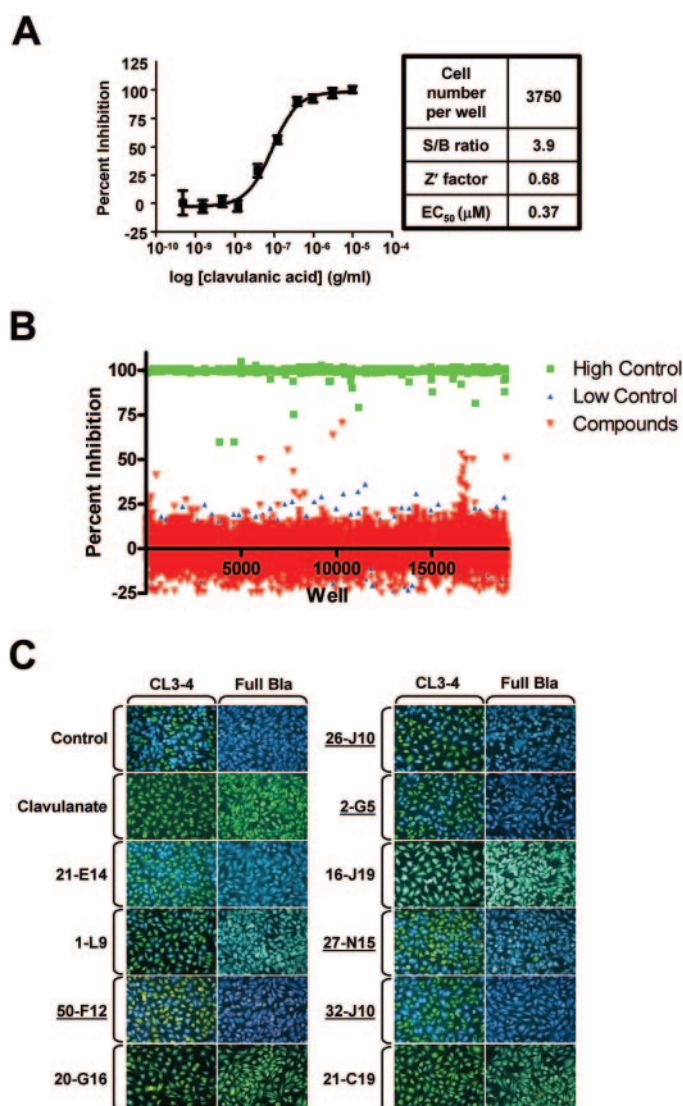 A
125
100
75
50
25
0
-25
Percent Inhibition
10⁻¹⁰ 10⁻⁹ 10⁻⁸ 10⁻⁷ 10⁻⁶ 10⁻⁵ 10⁻⁴
log [clavulanic acid] (g/ml)
Cell number per well 3750
S/B ratio 3.9
Z' factor 0.68
EC₅₀ (μM) 0.37
B
100
75
50
25
0
-25
Percent Inhibition
5000 10000 15000
Well
High Control
Low Control
Compounds
C
CL3-4 Full Bla
Control
Clavulanate
21-E14
1-L9
50-F12
20-G16
CL3-4 Full Bla
26-J10
2-G5
16-J19
27-N15
32-J10
21-C19